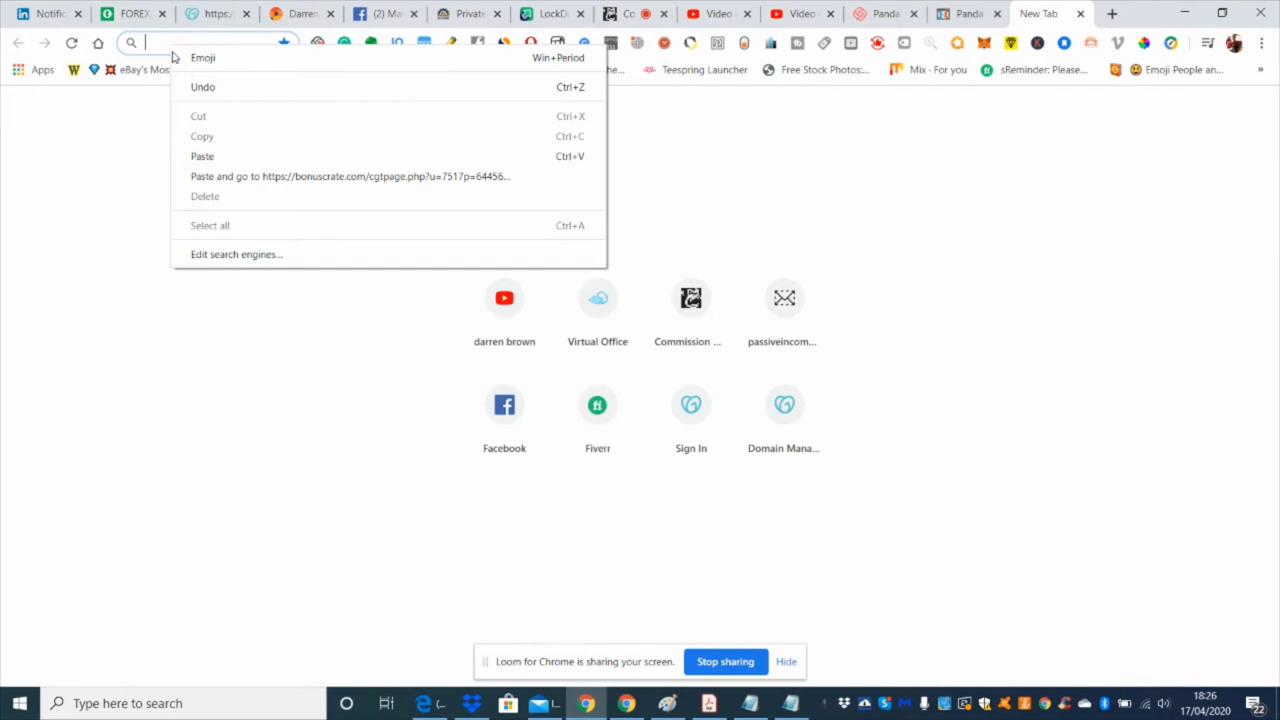 Notific
FOREX
https:/
Darren
(2) Ma
Private
LockD
Co
Video
Video
Panda
Panda
New Tab
Apps
eBay's Mos
he...
Teespring Launcher
Free Stock Photos:...
Mix - For you
sReminder: Please...
Emoji People an...
»
Emoji Win+Period
Undo Ctrl+Z
Cut Ctrl+X
Copy Ctrl+C
Paste Ctrl+V
Paste and go to https://bonuscrate.com/cgtpage.php?u=7517p=64456...
Delete
Select all Ctrl+A
Edit search engines...
darren brown
Virtual Office
Commission ...
passiveincom...
Facebook
Fiverr
Sign In
Domain Mana...
Loom for Chrome is sharing your screen. Stop sharing Hide
Type here to search
18:26
17/04/2020
22